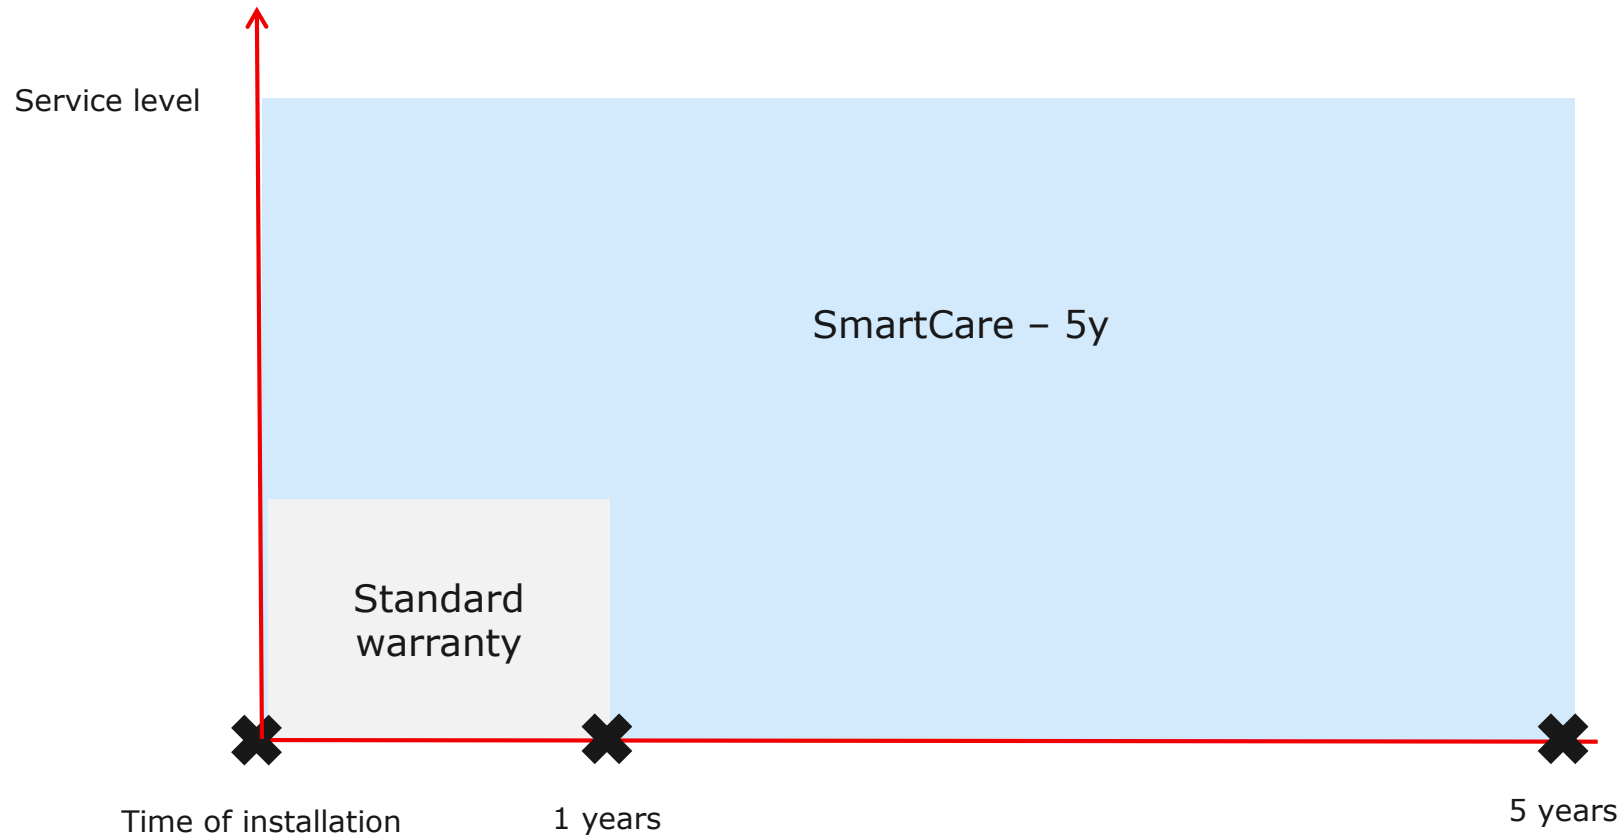 Service level
SmartCare – 5y
Standard
warranty
Time of installation
1 years
5 years